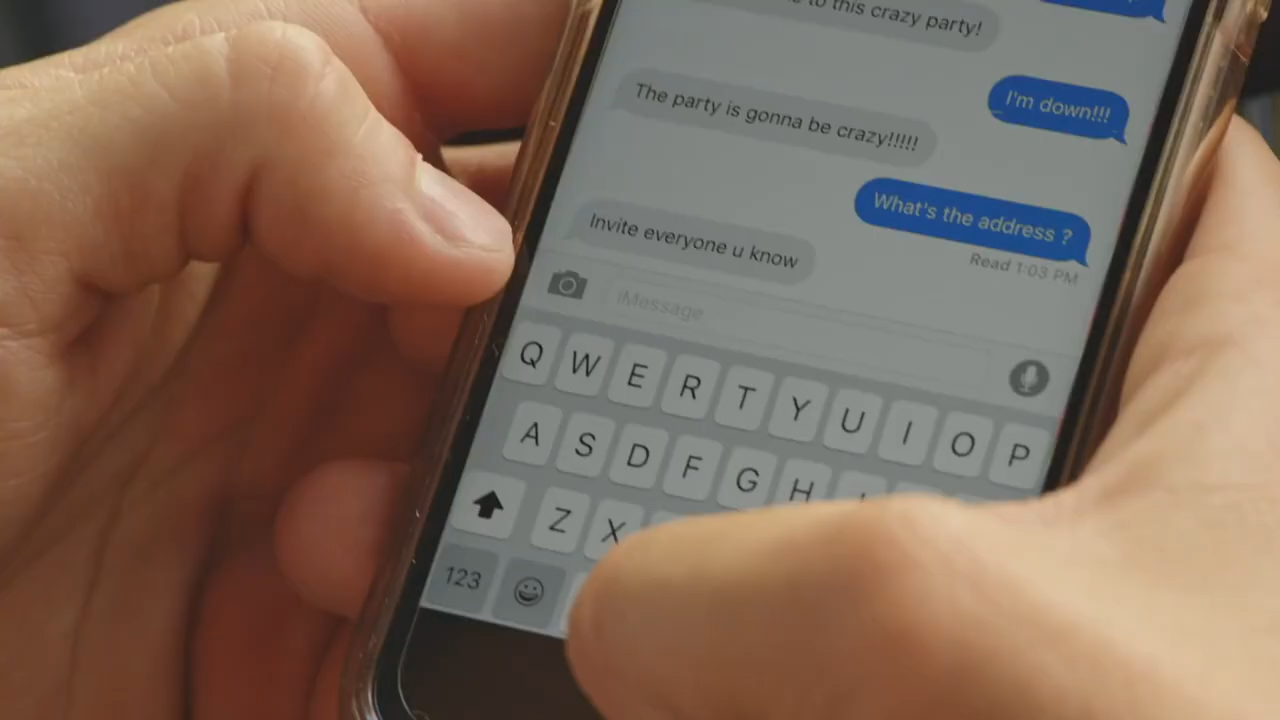 to this crazy party!
I'm down!!!
The party is gonna be crazy!!!!!
What's the address ?
Read 1:03 PM
Invite everyone u know
iMessage
Q W E R T Y U I O P
A S D F G H
Z X
123